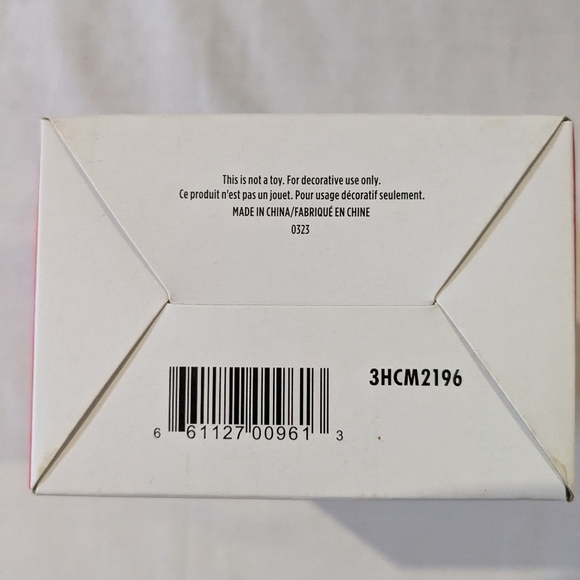 This is not a toy. For decorative use only.
Ce produit n'est pas un jouet. Pour usage décoratif seulement.
MADE IN CHINA/FABRIQUÉ EN CHINE
0323
3HCM2196
6 61127 00961 3